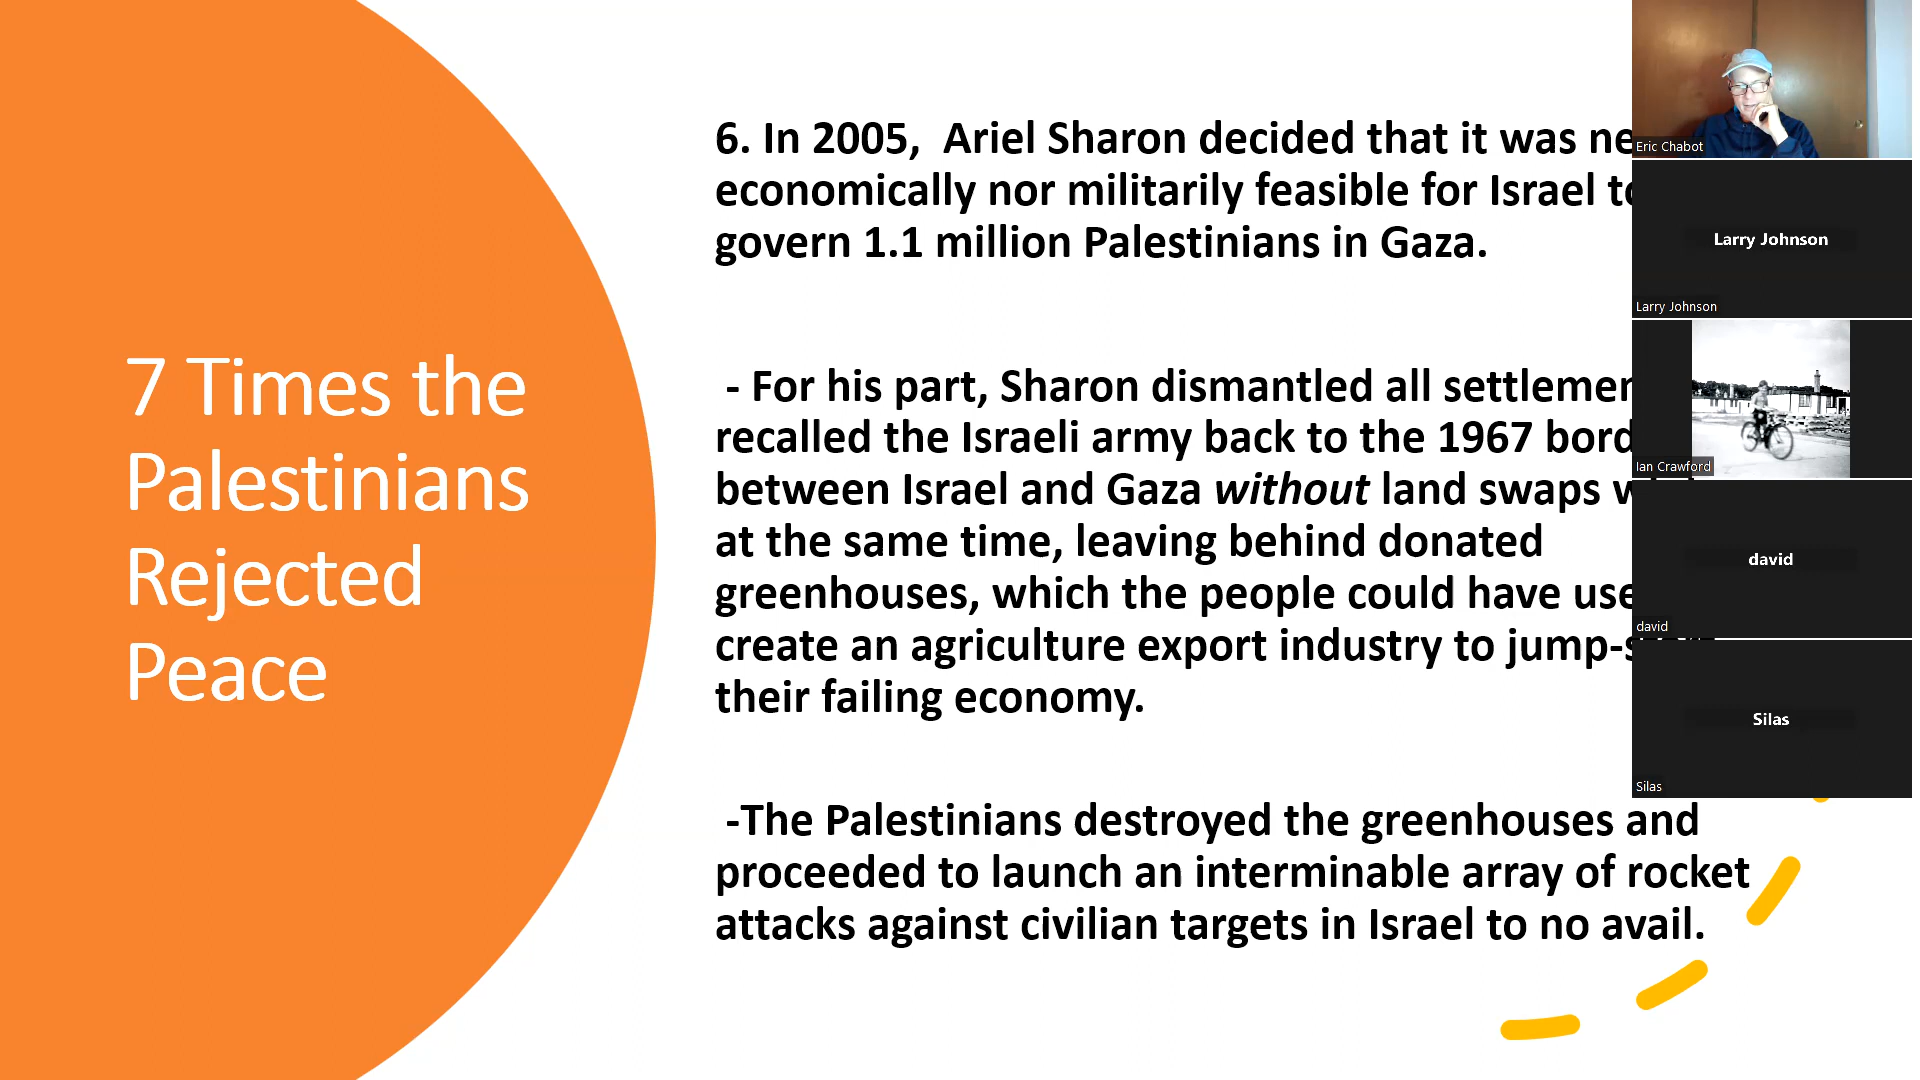 7 Times the
Palestinians
Rejected
Peace
6. In 2005,  Ariel Sharon decided that it was
economically nor militarily feasible for Israel
govern 1.1 million Palestinians in Gaza.
- For his part, Sharon dismantled all
recalled the Israeli army back to the 1967
between Israel and Gaza without land swaps
at the same time, leaving behind donated
greenhouses, which the people could have
create an agriculture export industry to
their failing economy.
-The Palestinians destroyed the greenhouses and
proceeded to launch an interminable array of rocket
attacks against civilian targets in Israel to no avail.
Eric Chabot
Larry Johnson
Larry Johnson
Ian Crawford
david
david
Silas
Silas